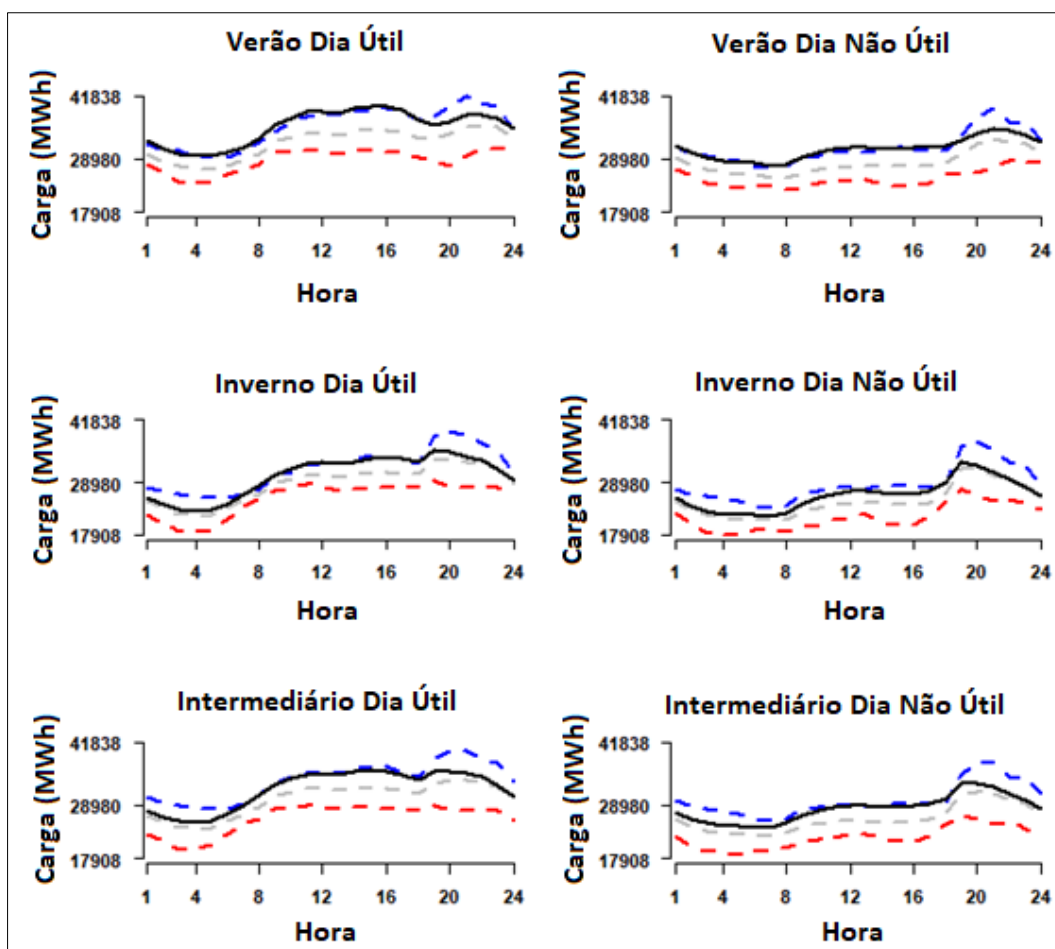 Verão Dia Útil
Carga (MWh)
41838
28980
17908
1 4 8 12 16 20 24
Hora
Verão Dia Não Útil
Carga (MWh)
41838
28980
17908
1 4 8 12 16 20 24
Hora
Inverno Dia Útil
Carga (MWh)
41838
28980
17908
1 4 8 12 16 20 24
Hora
Inverno Dia Não Útil
Carga (MWh)
41838
28980
17908
1 4 8 12 16 20 24
Hora
Intermediário Dia Útil
Carga (MWh)
41838
28980
17908
1 4 8 12 16 20 24
Hora
Intermediário Dia Não Útil
Carga (MWh)
41838
28980
17908
1 4 8 12 16 20 24
Hora